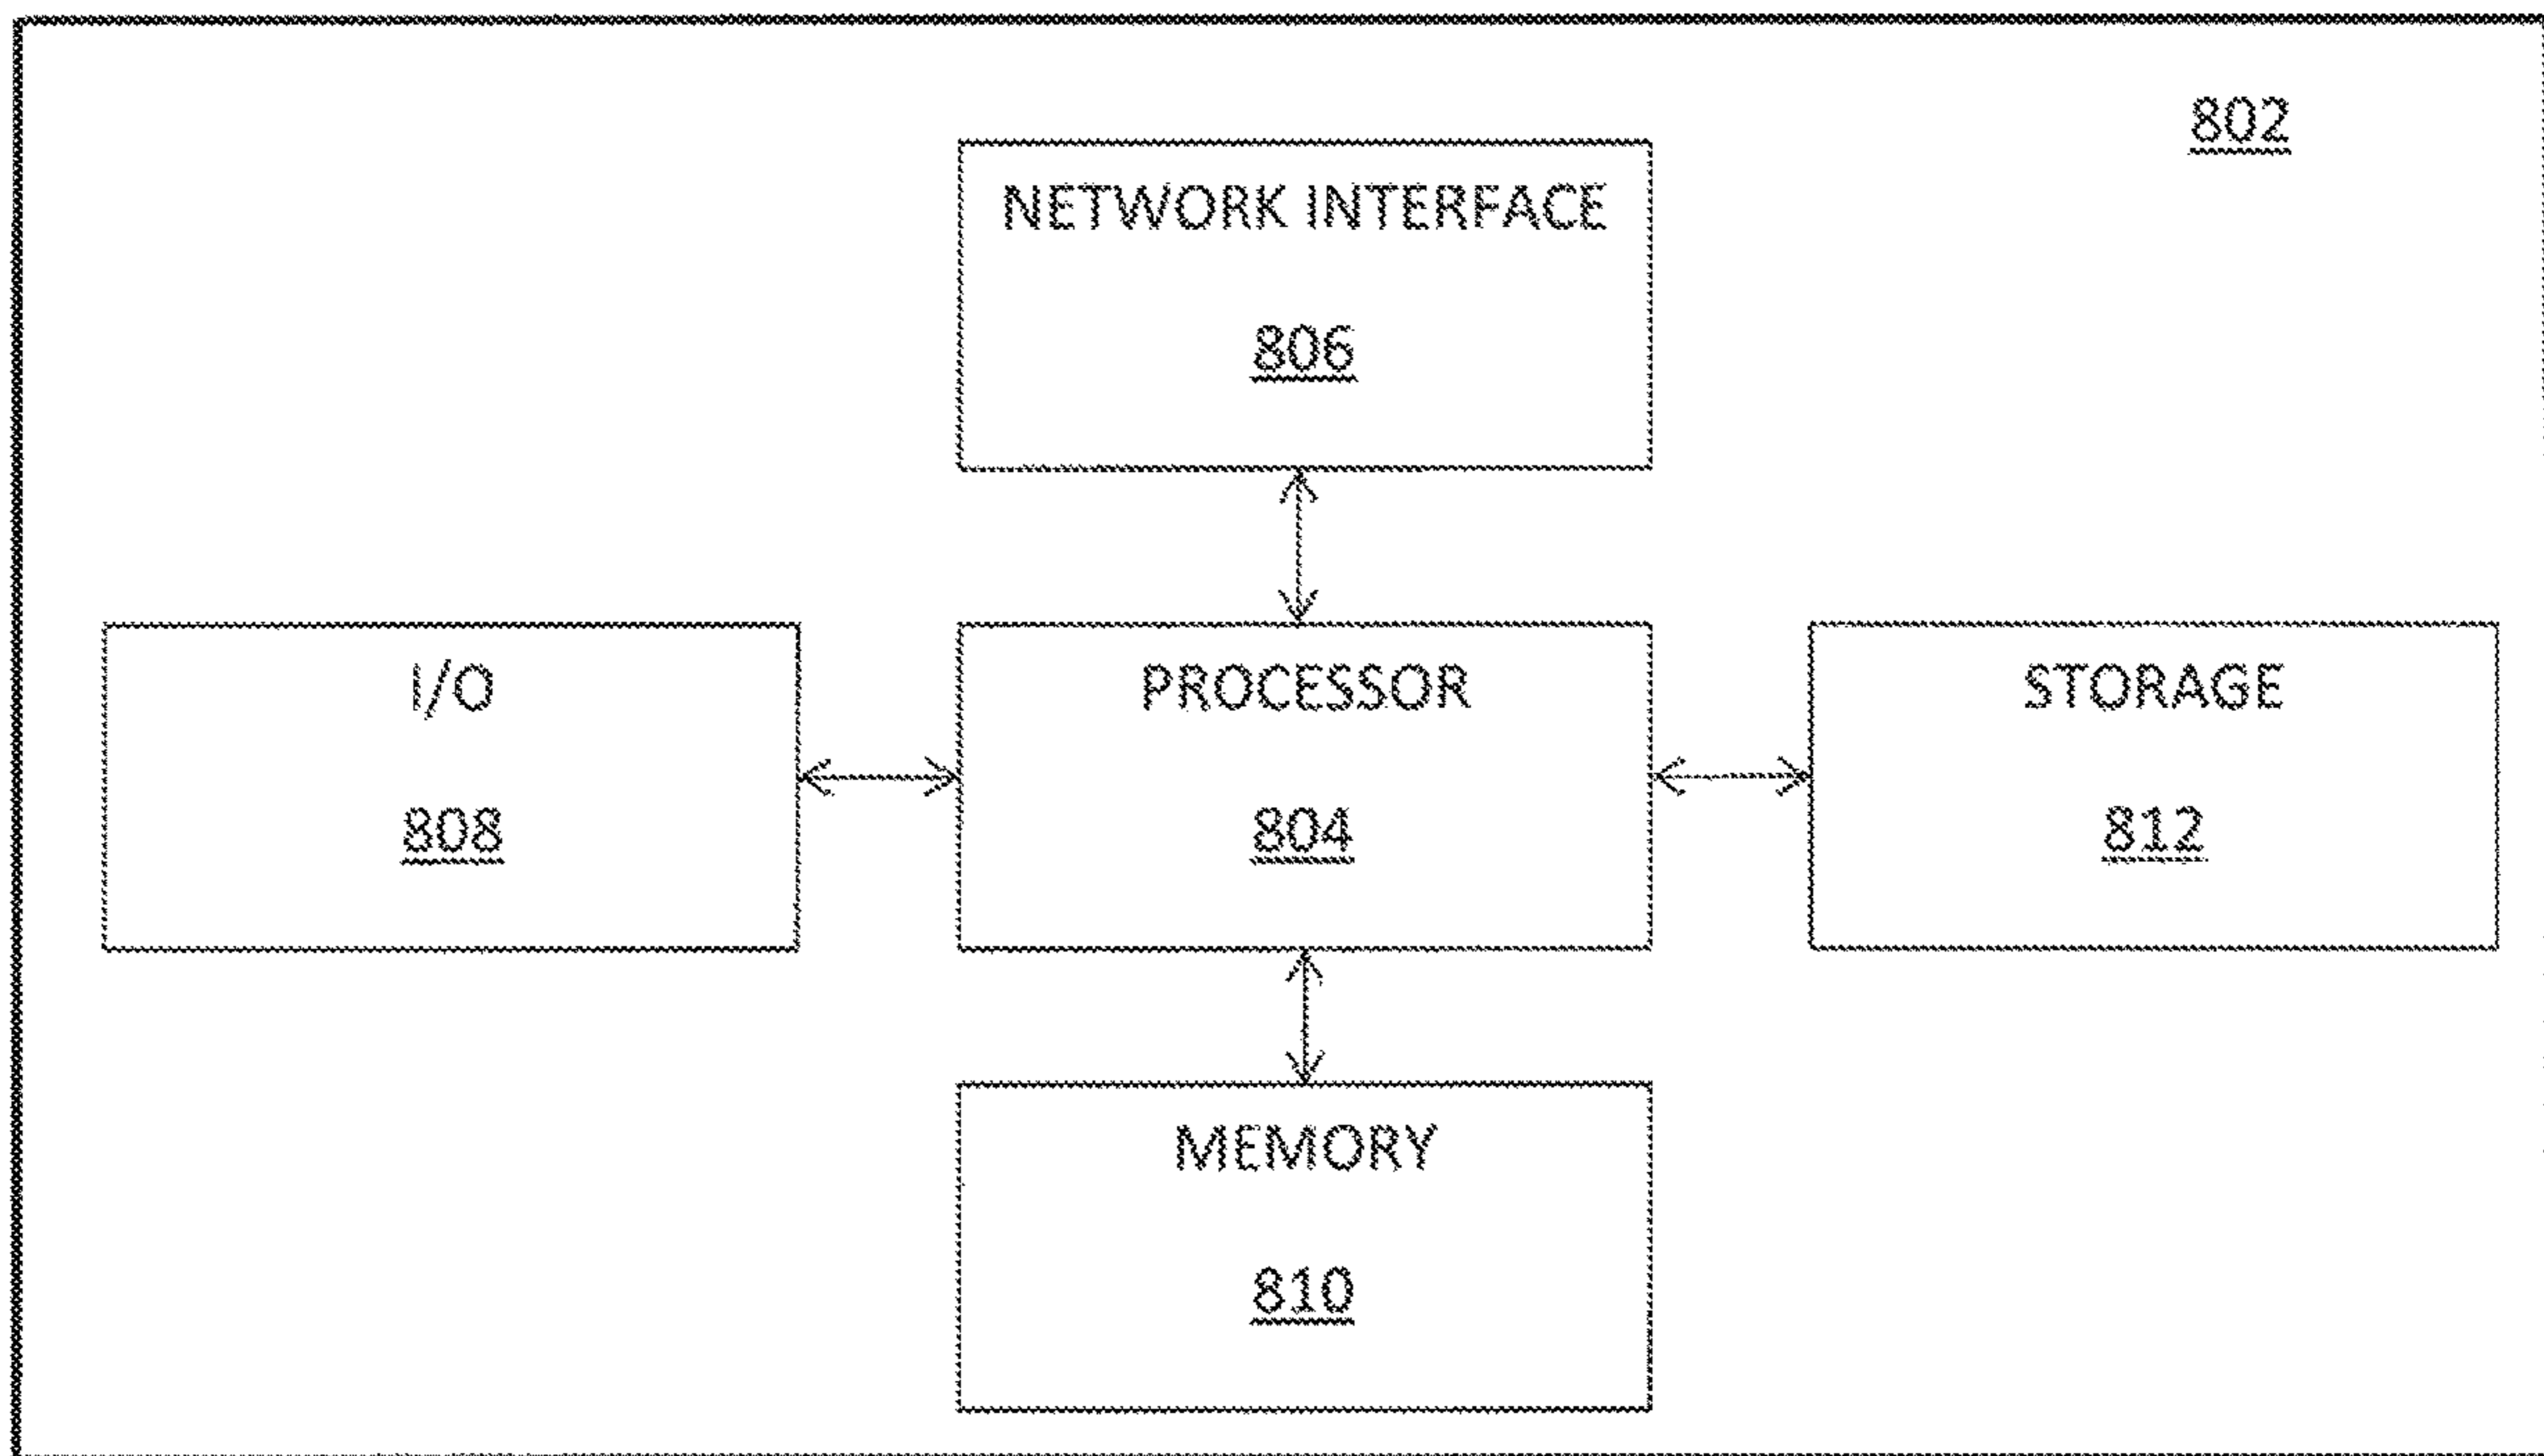 802
NETWORK INTERFACE
806
I/O
808
PROCESSOR
804
STORAGE
812
MEMORY
810